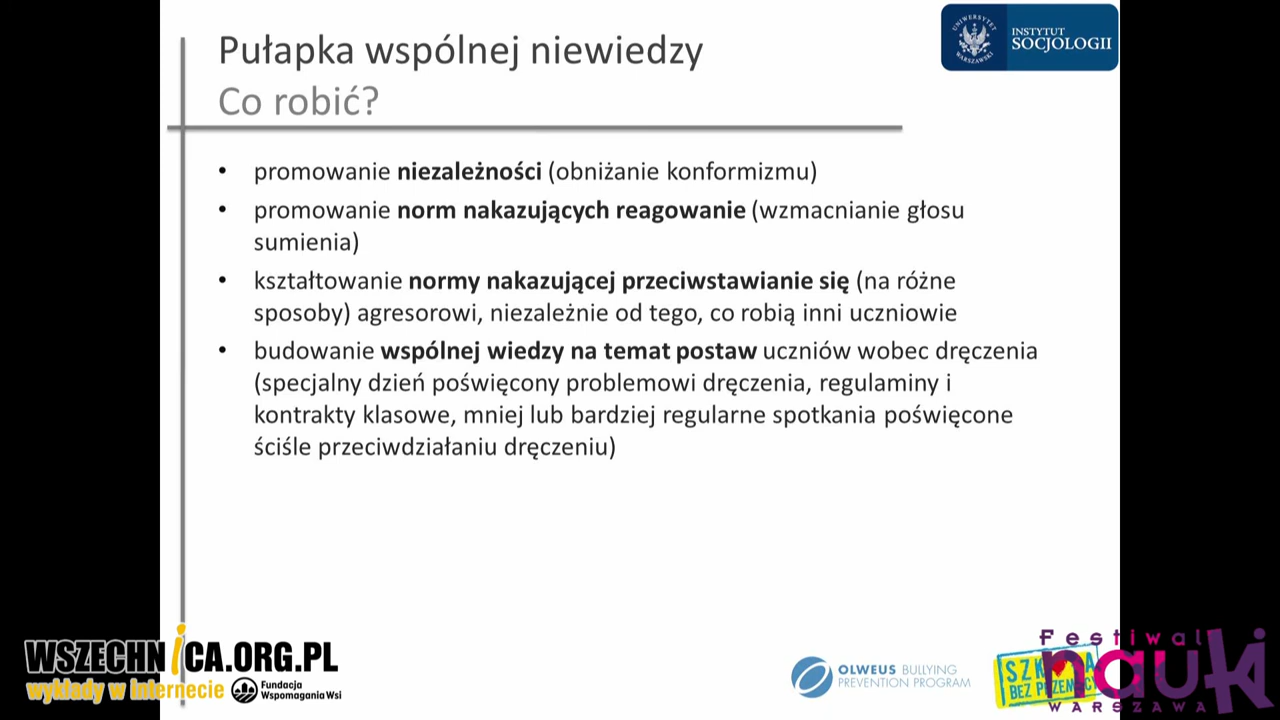 Pułapka wspólnej niewiedzy
Co robić?
UNIWERSYTET WARSZAWSKI
INSTYTUT
SOCJOLOGII
• promowanie niezależności (obniżanie konformizmu)
• promowanie norm nakazujących reagowanie (wzmacnianie głosu
sumienia)
• kształtowanie normy nakazującej przeciwstawianie się (na różne
sposoby) agresorowi, niezależnie od tego, co robią inni uczniowie
• budowanie wspólnej wiedzy na temat postaw uczniów wobec dręczenia
(specjalny dzień poświęcony problemowi dręczenia, regulaminy i
kontrakty klasowe, mniej lub bardziej regularne spotkania poświęcone
ściśle przeciwdziałaniu dręczeniu)
WSZECHNICA.ORG.PL
wykłady w Internecie
Fundacja
Wspomagania Wsi
OLWEUS BULLYING
PREVENTION PROGRAM
BEZ
Festiwal
nauki
WARSZAWA